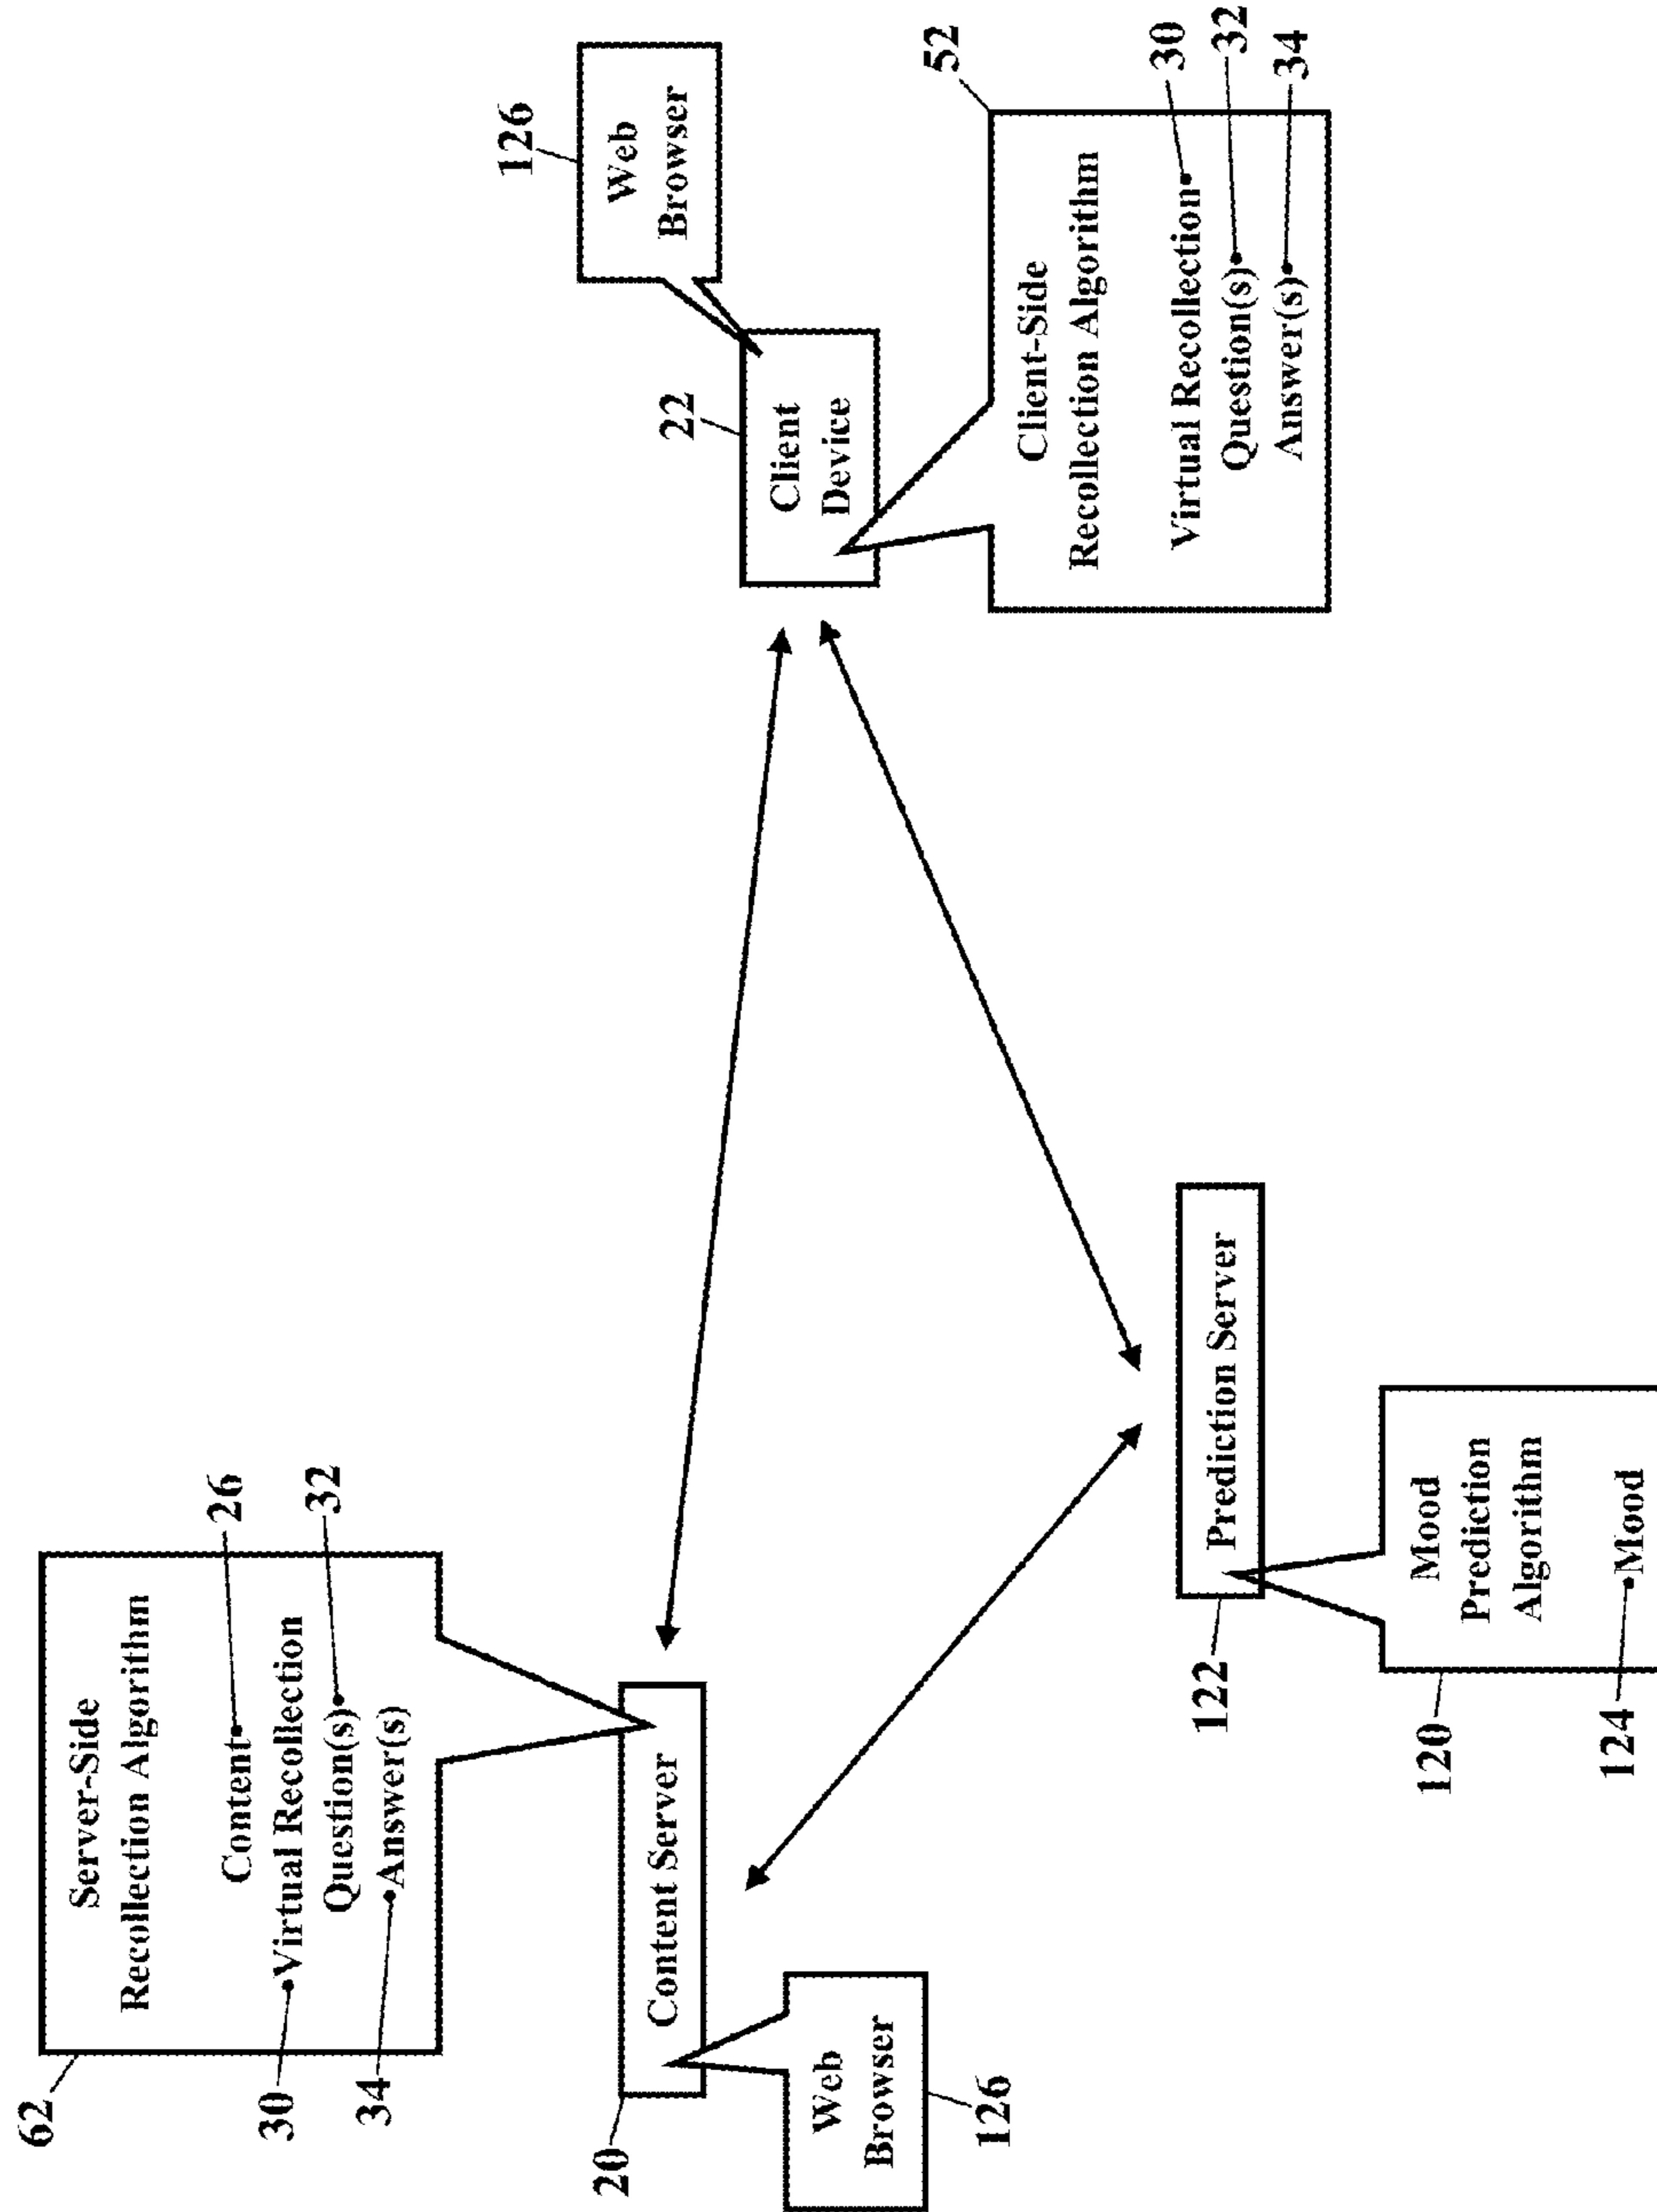 62
Server-Side
Recollection Algorithm
Content 26
30 Virtual Recollection
Question(s) 32
34 Answer(s)
20
Content Server
Web
Browser
126
126
Web
Browser
22
Client
Device
52
Client-Side
Recollection Algorithm
Virtual Recollection 30
Question(s) 32
Answer(s) 34
122
Prediction Server
120
Mood
Prediction
Algorithm
124 Mood